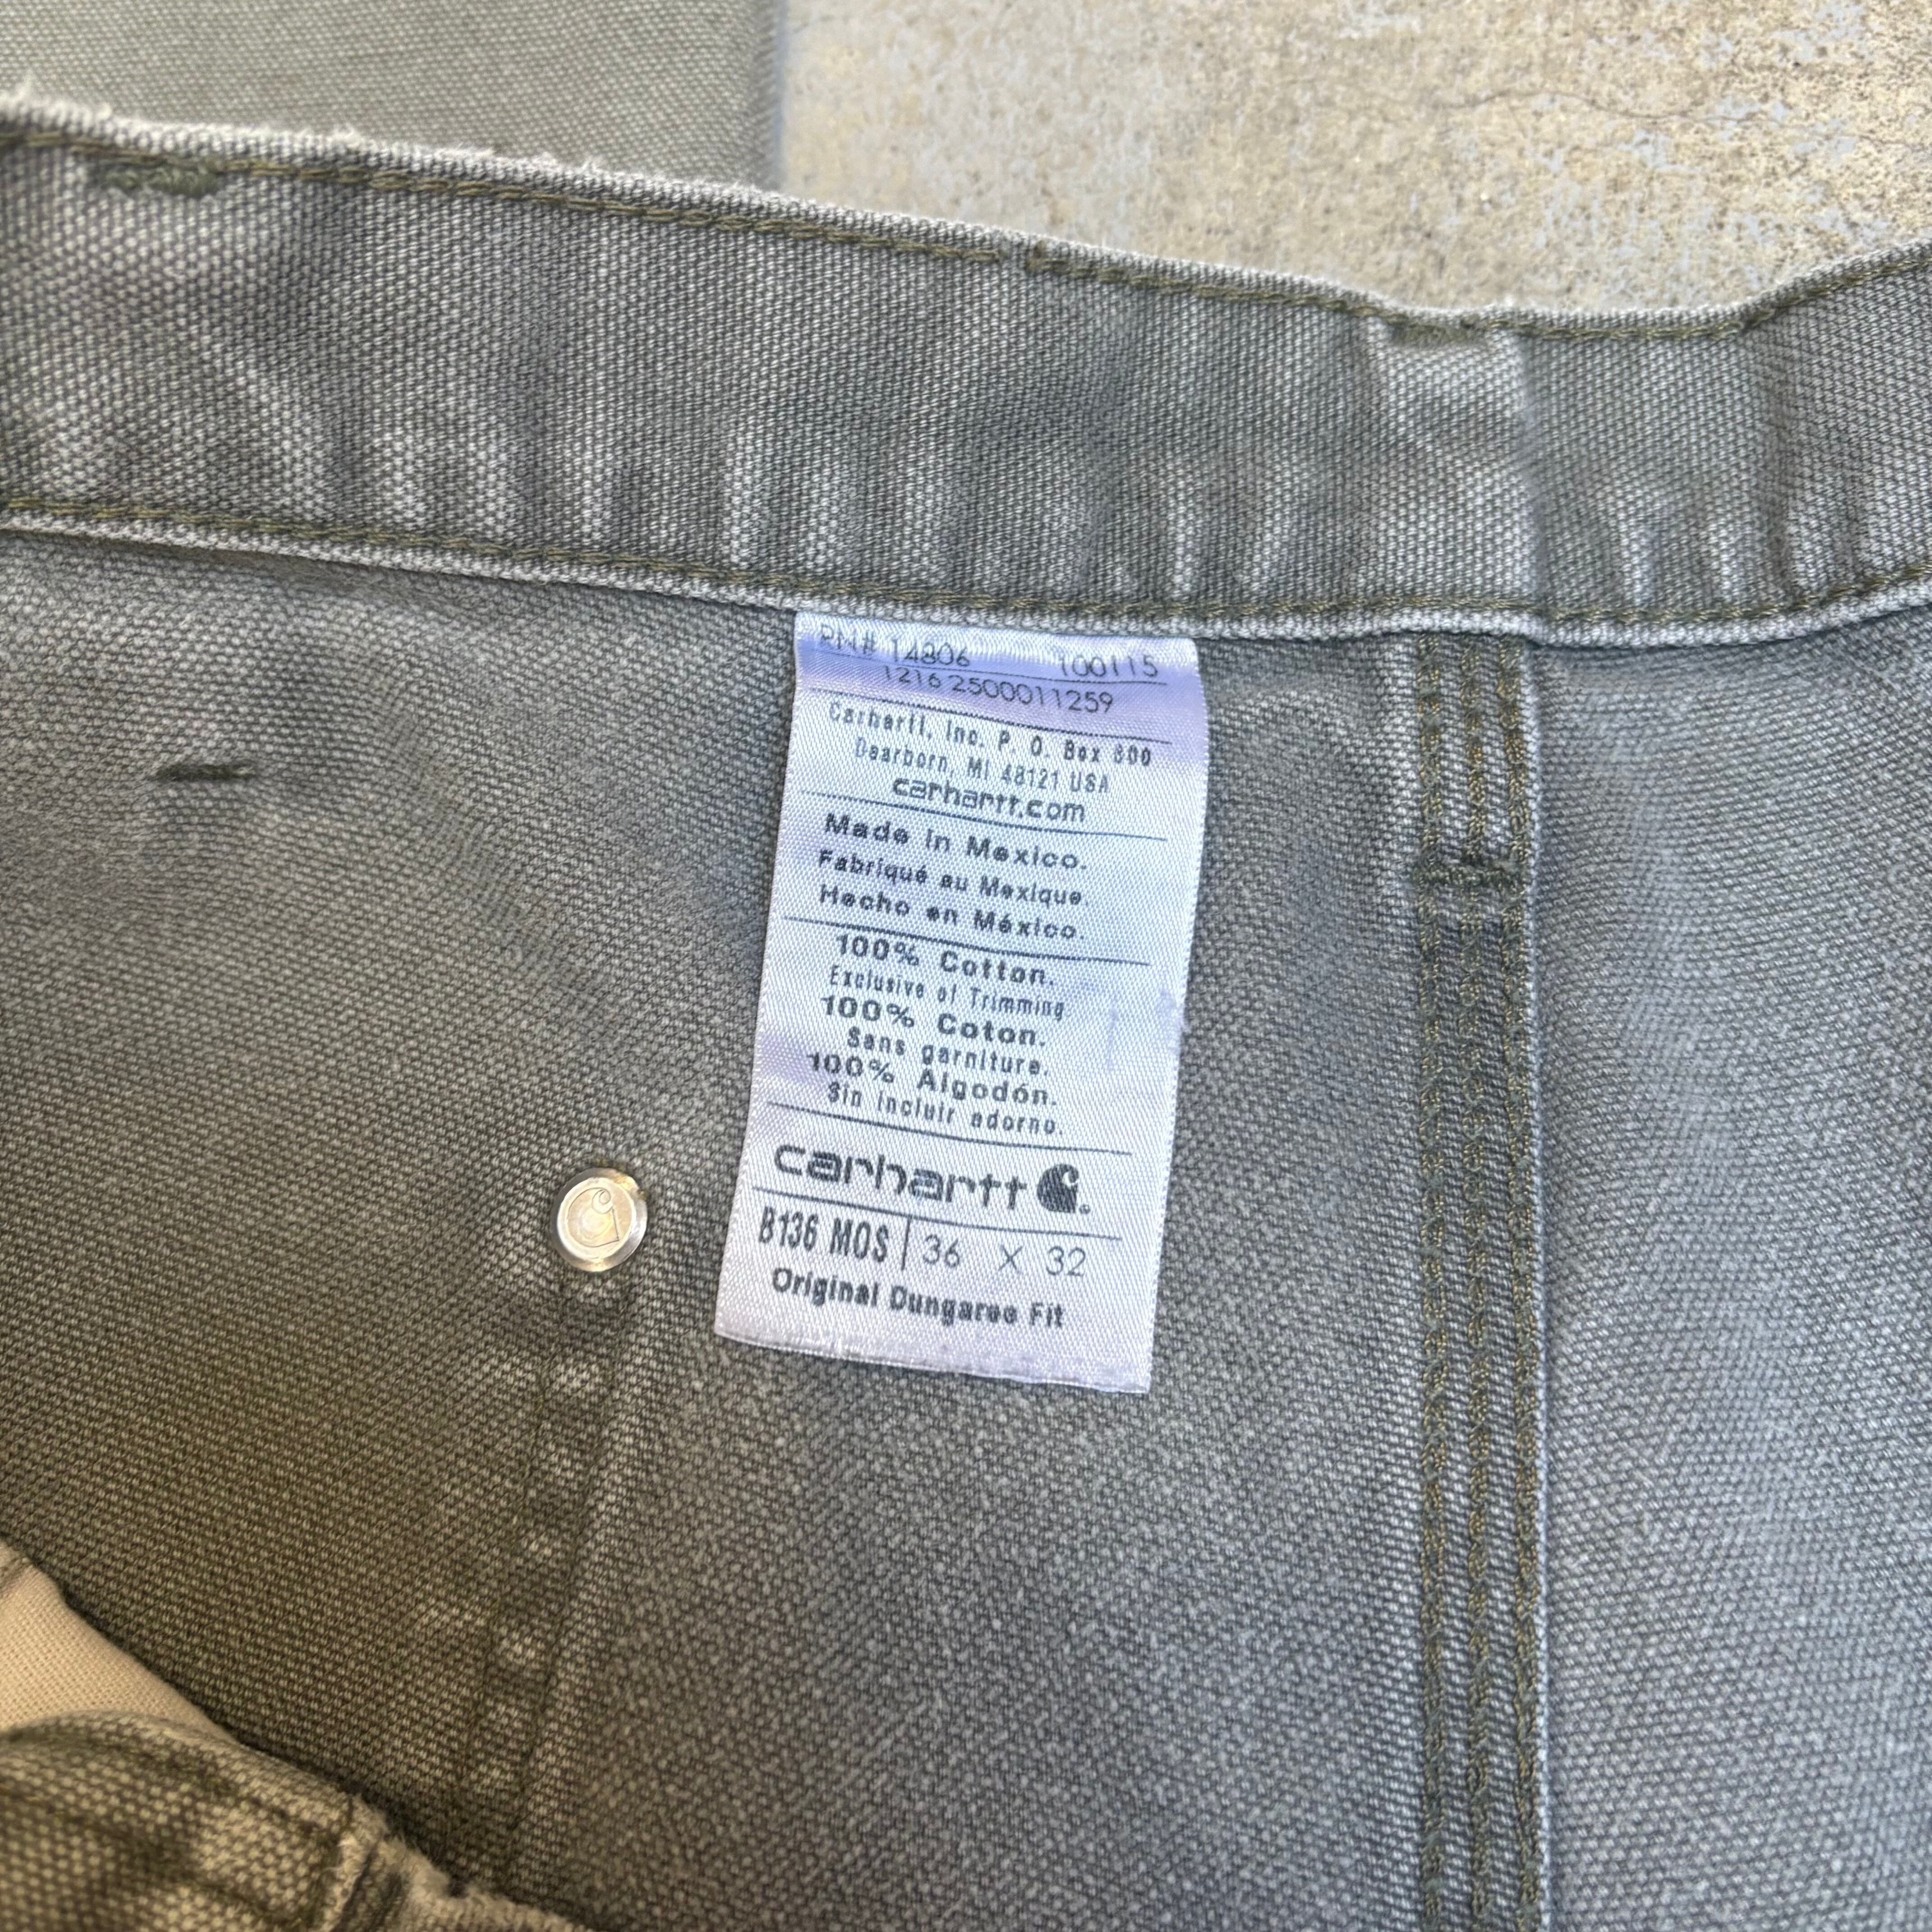 RN# 14806 100115
1216 2500011259
Carhartt, Inc. P. O. Box 600
Dearborn, MI 48121 USA
carhartt.com
Made in Mexico.
Fabriqué au Mexique.
Hecho en México.
100% Cotton.
Exclusive of Trimming
100% Coton.
Sans garniture.
100% Algodón.
Sin incluir adorno.
carhartt
B136 MOS | 36 X 32
Original Dungaree Fit